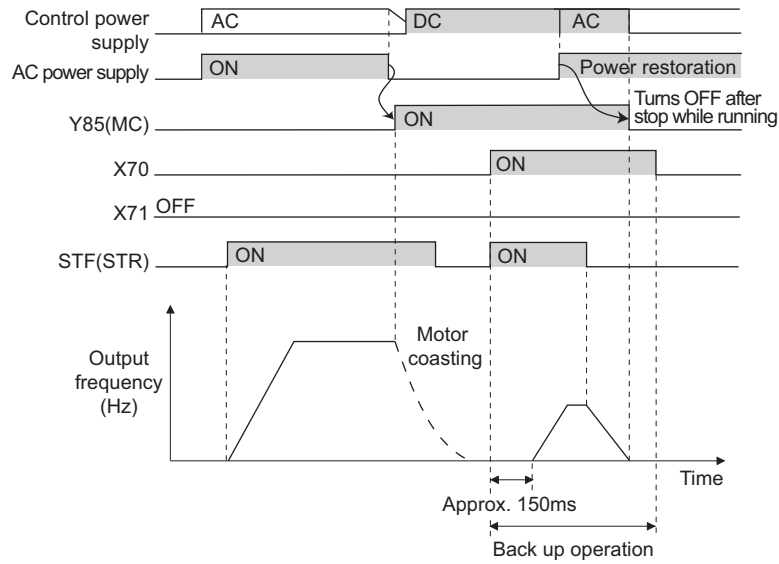 Control power
supply
AC
DC
AC
AC power supply
ON
Power restoration
Y85(MC)
ON
Turns OFF after
stop while running
X70
ON
X71
OFF
STF(STR)
ON
ON
Output
frequency
(Hz)
Motor
coasting
Time
Approx. 150ms
Back up operation